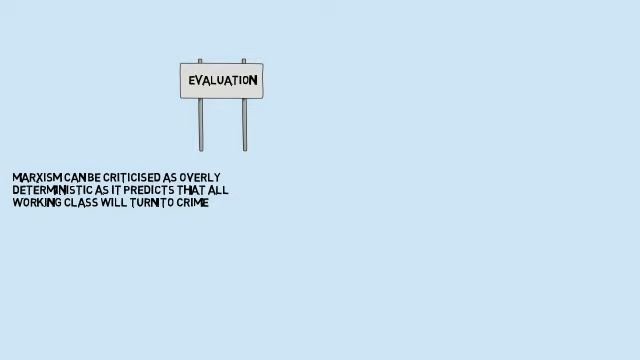 EVALUATION
MARXISM CAN BE CRITICISED AS OVERLY
DETERMINISTIC AS IT PREDICTS THAT ALL
WORKING CLASS WILL TURN TO CRIME